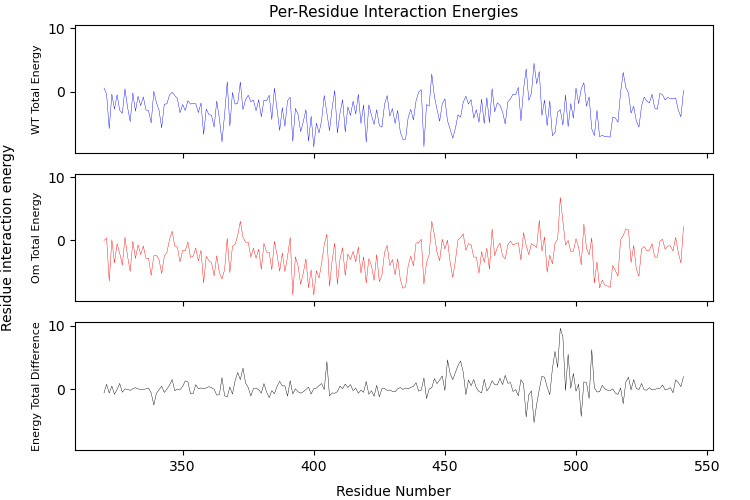 Per-Residue Interaction Energies
Residue interaction energy
WT Total Energy
10
0
Om Total Energy
10
0
Energy Total Difference
10
0
350 400 450 500 550
Residue Number